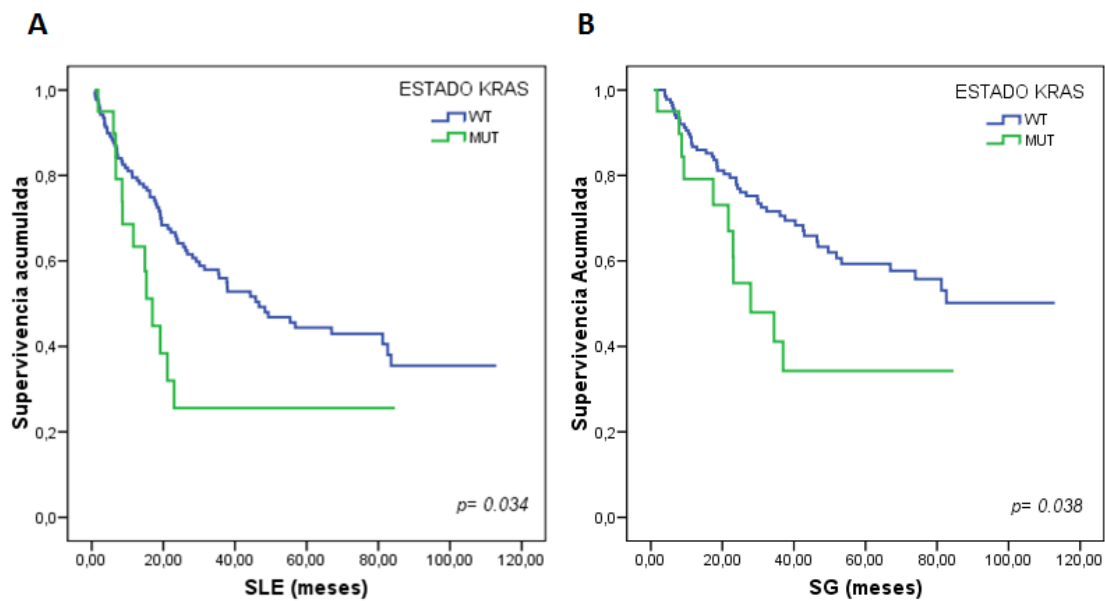 A
ESTADO KRAS
WT
MUT
Supervivencia acumulada
1,0
0,8
0,6
0,4
0,2
0,0
p= 0.034
0,00 20,00 40,00 60,00 80,00 100,00 120,00
SLE (meses)
B
ESTADO KRAS
WT
MUT
Supervivencia Acumulada
1,0
0,8
0,6
0,4
0,2
0,0
p= 0.038
0,00 20,00 40,00 60,00 80,00 100,00 120,00
SG (meses)